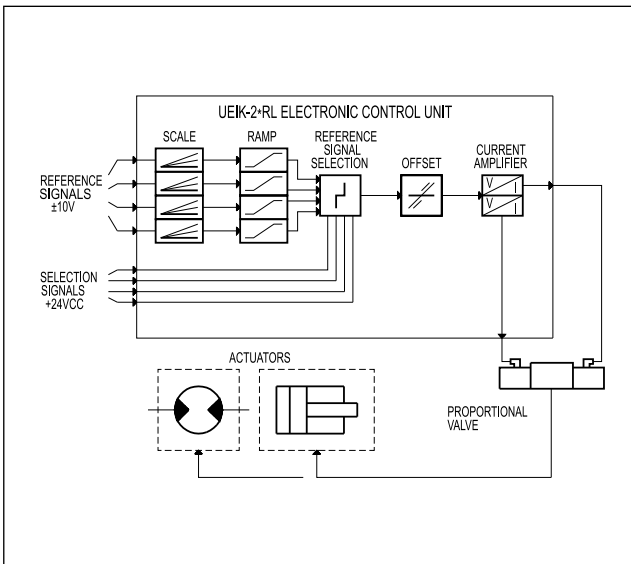 UEIK-2*RL ELECTRONIC CONTROL UNIT
SCALE
RAMP
REFERENCE
SIGNAL
SELECTION
OFFSET
CURRENT
AMPLIFIER
V
I
V
I
REFERENCE
SIGNALS
±10V
SELECTION
SIGNALS
+24VCC
ACTUATORS
PROPORTIONAL
VALVE